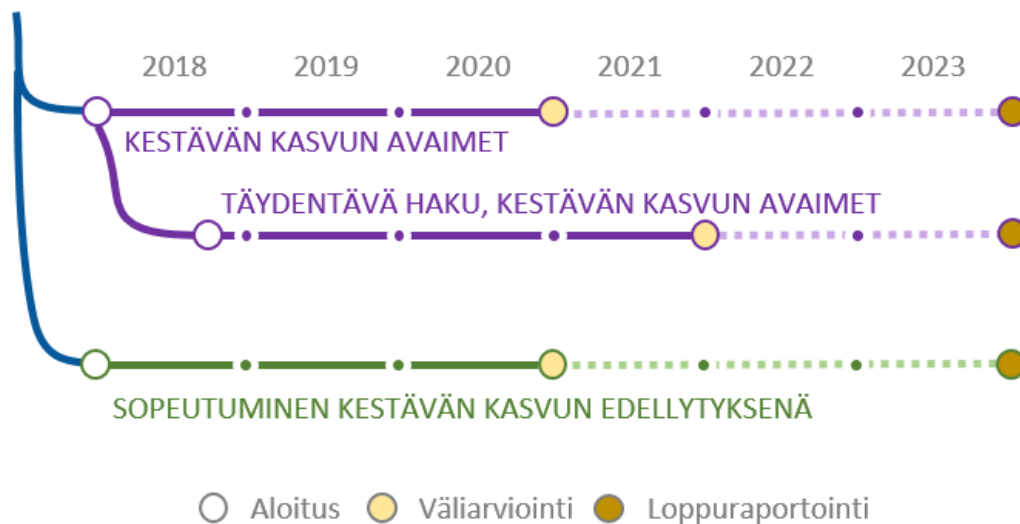 2018 2019 2020 2021 2022 2023
KESTÄVÄN KASVUN AVAIMET
TÄYDENTÄVÄ HAKU, KESTÄVÄN KASVUN AVAIMET
SOPEUTUMINEN KESTÄVÄN KASVUN EDELLYTYKSENÄ
Aloitus Väliarviointi Loppuraportointi